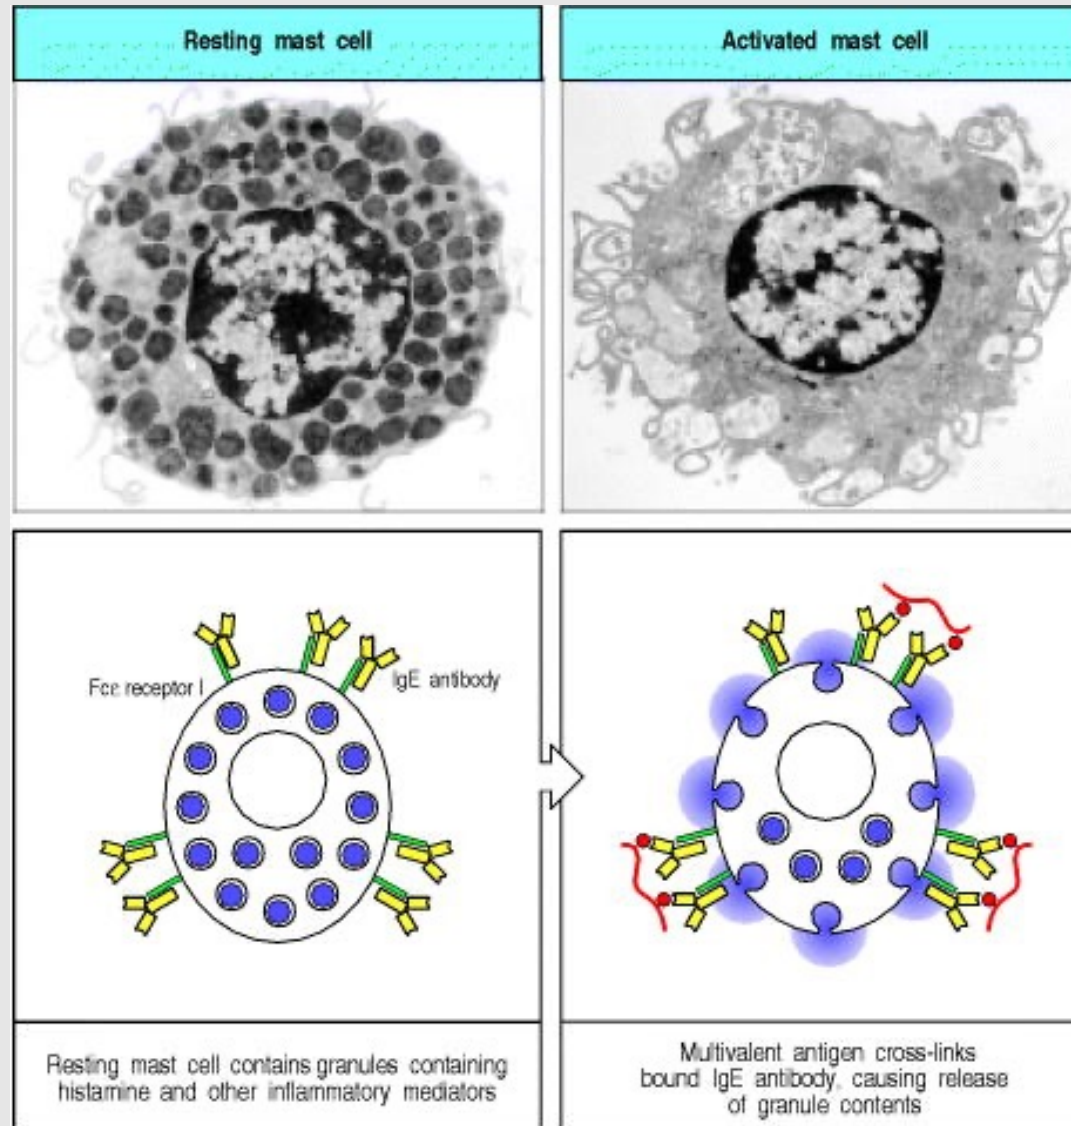 Resting mast cell
Activated mast cell
Fcε receptor I
IgE antibody
Resting mast cell contains granules containing
histamine and other inflammatory mediators
Multivalent antigen cross-links
bound IgE antibody, causing release
of granule contents